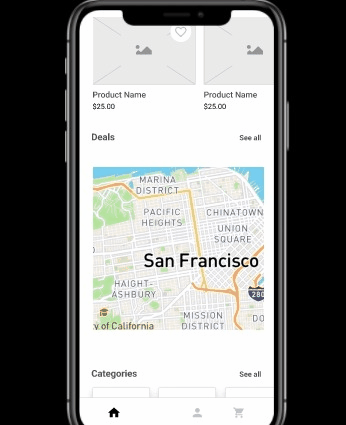 Product Name
Product Name
$25.00
$25.00
Deals
See all
MARINA
DISTRICT
PACIFIC
HEIGHTS
CHINATOWN
UNION
SQUARE
San Francisco
HAIGHT-
ASHBURY
280
y of California
MISSION
DISTRICT
DO
Categories
See all